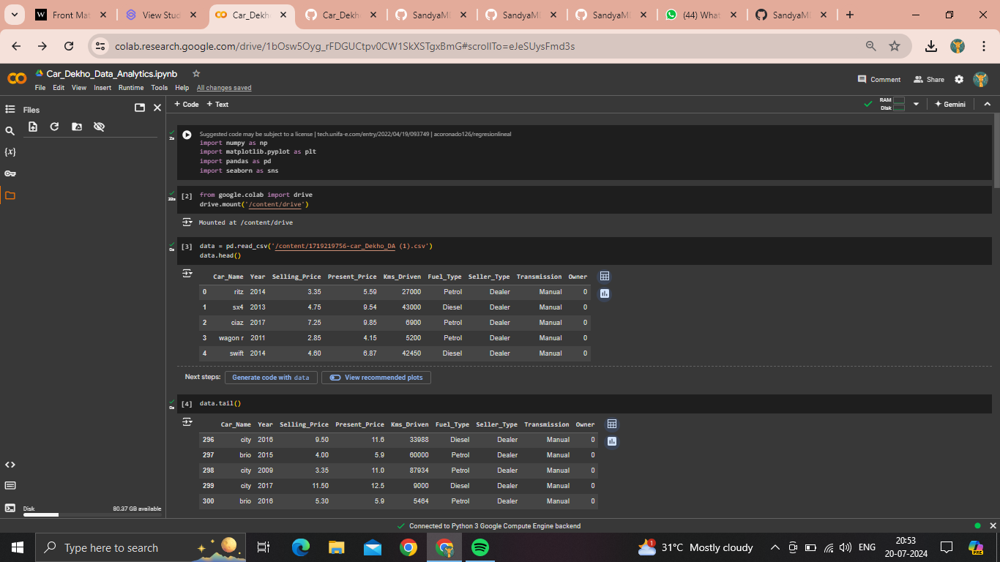 Front Mat
View Stud
Car_Dekh
Car_Dekh
SandyaMl
SandyaMl
SandyaMl
(44) What
SandyaMl
colab.research.google.com/drive/1bOsw5Oyg_rFDGUCtpv0CW1SkXSTgxBmG#scrollTo=eJeSUysFmd3s
Car_Dekho_Data_Analytics.ipynb
Comment Share
File Edit View Insert Runtime Tools Help All changes saved
Files
+ Code + Text
RAM
Disk
Gemini
Suggested code may be subject to a license | tech.unifa-e.com/entry/2022/04/19/093749 | acoronado126/regresionlineal
2s
import numpy as np
import matplotlib.pyplot as plt
import pandas as pd
import seaborn as sns
[2] from google.colab import drive
drive.mount('/content/drive')
Mounted at /content/drive
[3] data = pd.read_csv('/content/1719219756-car_Dekho_DA (1).csv')
0s
data.head()
Car_Name Year Selling_Price Present_Price Kms_Driven Fuel_Type Seller_Type Transmission Owner
0 ritz 2014 3.35 5.59 27000 Petrol Dealer Manual 0
1 sx4 2013 4.75 9.54 43000 Diesel Dealer Manual 0
2 ciaz 2017 7.25 9.85 6900 Petrol Dealer Manual 0
3 wagon r 2011 2.85 4.15 5200 Petrol Dealer Manual 0
4 swift 2014 4.60 6.87 42450 Diesel Dealer Manual 0
Next steps: Generate code with data View recommended plots
[4] data.tail()
0s
Car_Name Year Selling_Price Present_Price Kms_Driven Fuel_Type Seller_Type Transmission Owner
296 city 2016 9.50 11.6 33988 Diesel Dealer Manual 0
297 brio 2015 4.00 5.9 60000 Petrol Dealer Manual 0
298 city 2009 3.35 11.0 87934 Petrol Dealer Manual 0
299 city 2017 11.50 12.5 9000 Diesel Dealer Manual 0
300 brio 2016 5.30 5.9 5464 Petrol Dealer Manual 0
Disk 80.37 GB available
Connected to Python 3 Google Compute Engine backend
Type here to search
31°C Mostly cloudy
ENG
20:53
20-07-2024